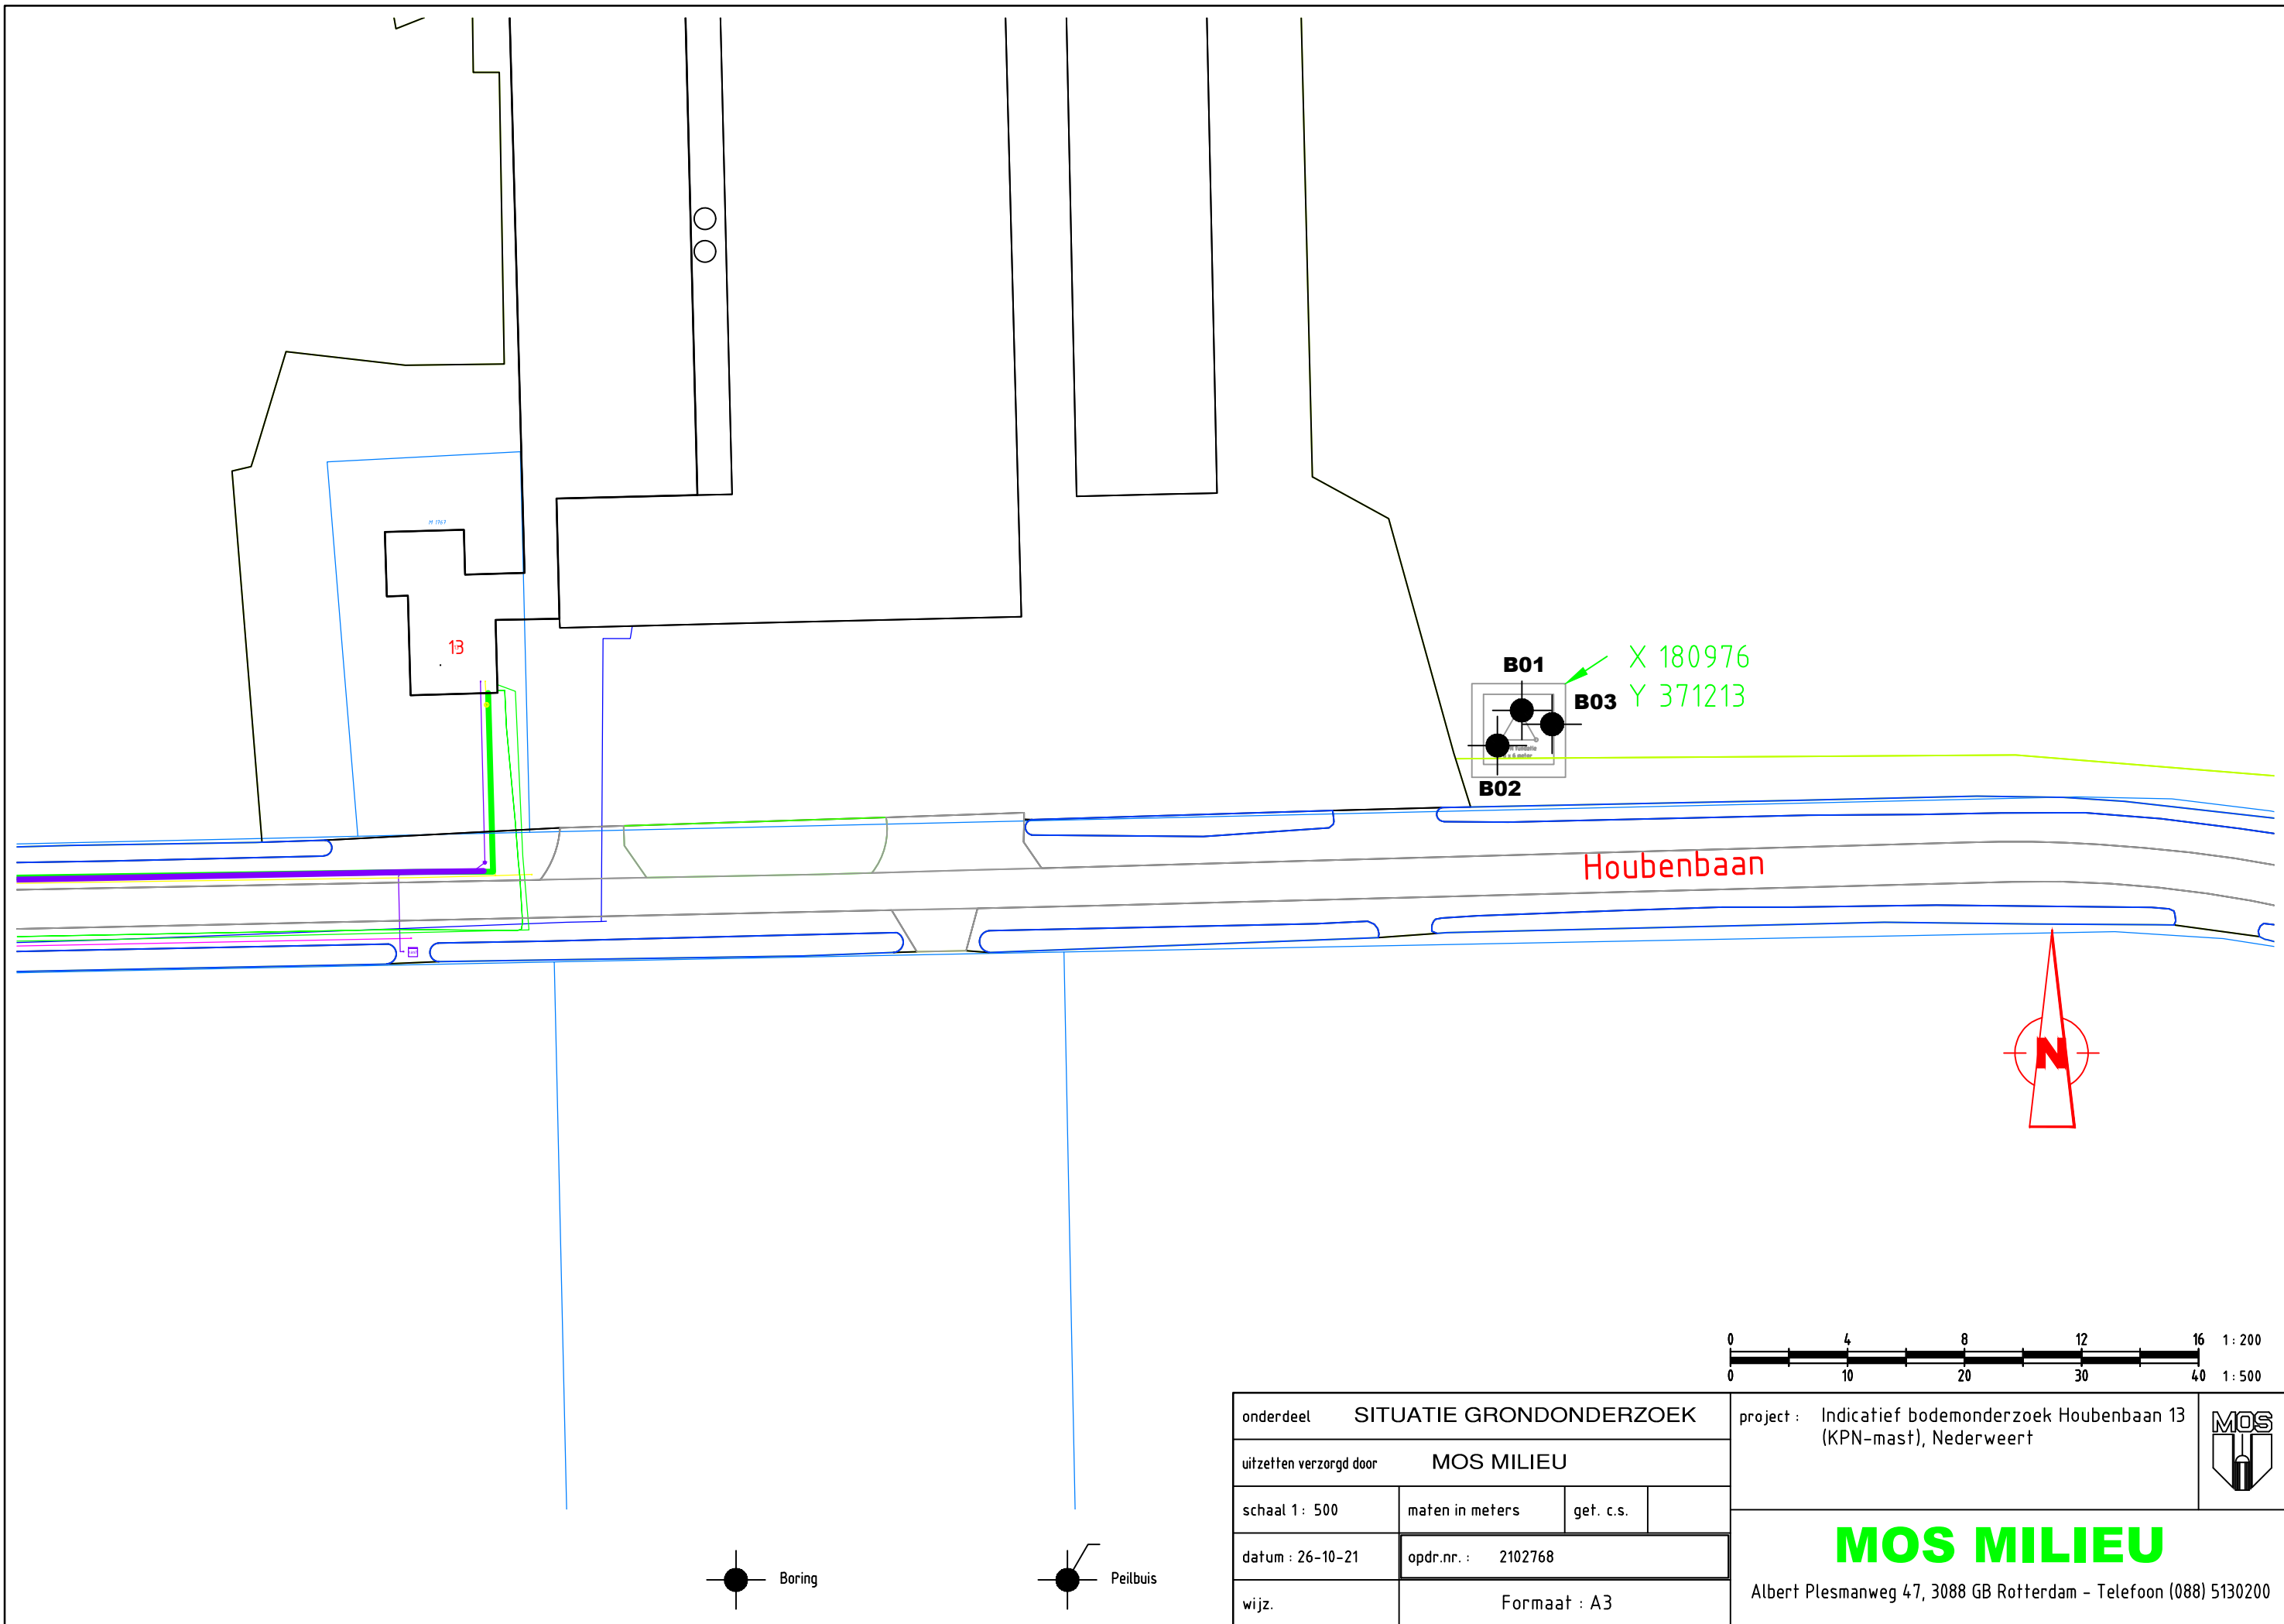 H 1767
13
B01
X 180976
B03
Y 371213
meter
B02
Houbenbaan
N
0 4 8 12 16 1 : 200
0 10 20 30 40 1 : 500
onderdeel SITUATIE GRONDONDERZOEK
uitzetten verzorgd door MOS MILIEU
schaal 1 : 500 maten in meters get. c.s.
datum : 26-10-21 opdr.nr. : 2102768
wijz. Formaat : A3
project : Indicatief bodemonderzoek Houbenbaan 13
(KPN-mast), Nederweert
MOS
MOS MILIEU
Albert Plesmanweg 47, 3088 GB Rotterdam - Telefoon (088) 5130200
Boring
Peilbuis